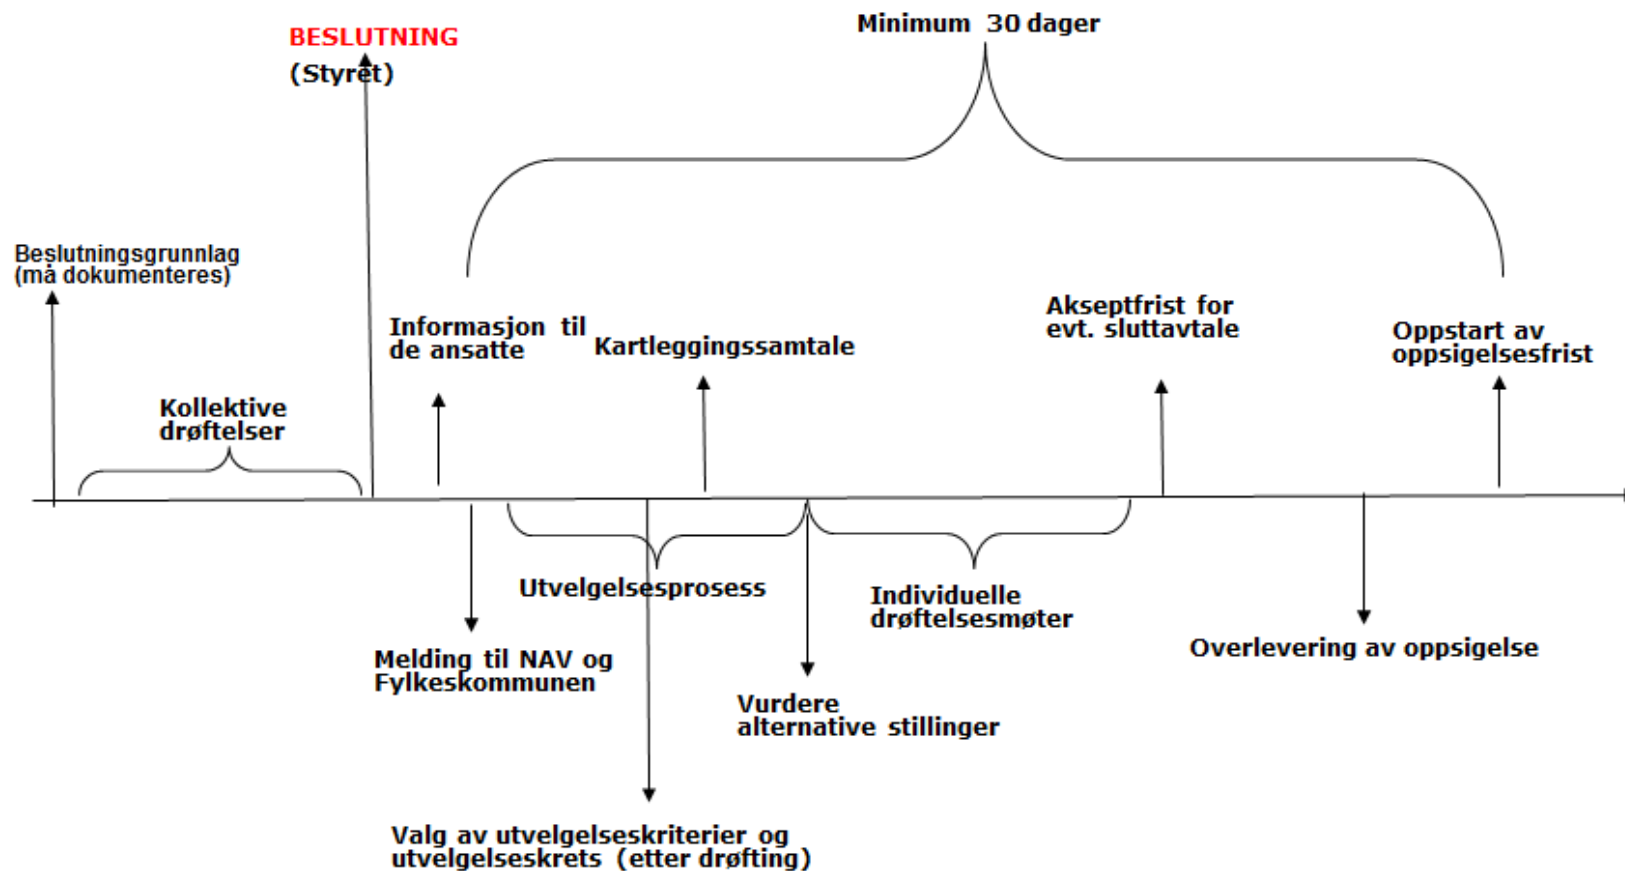 Minimum 30 dager
BESLUTNING
(Styret)
Beslutningsgrunnlag
(må dokumenteres)
Kollektive
drøftelser
Informasjon til
de ansatte
Kartleggingssamtale
Akseptfrist for
evt. sluttavtale
Oppstart av
oppsigelsesfrist
Utvelgelsesprosess
Individuelle
drøftelsesmøter
Melding til NAV og
Fylkeskommunen
Vurdere
alternative stillinger
Overlevering av oppsigelse
Valg av utvelgelseskriterier og
utvelgelseskrets (etter drøfting)